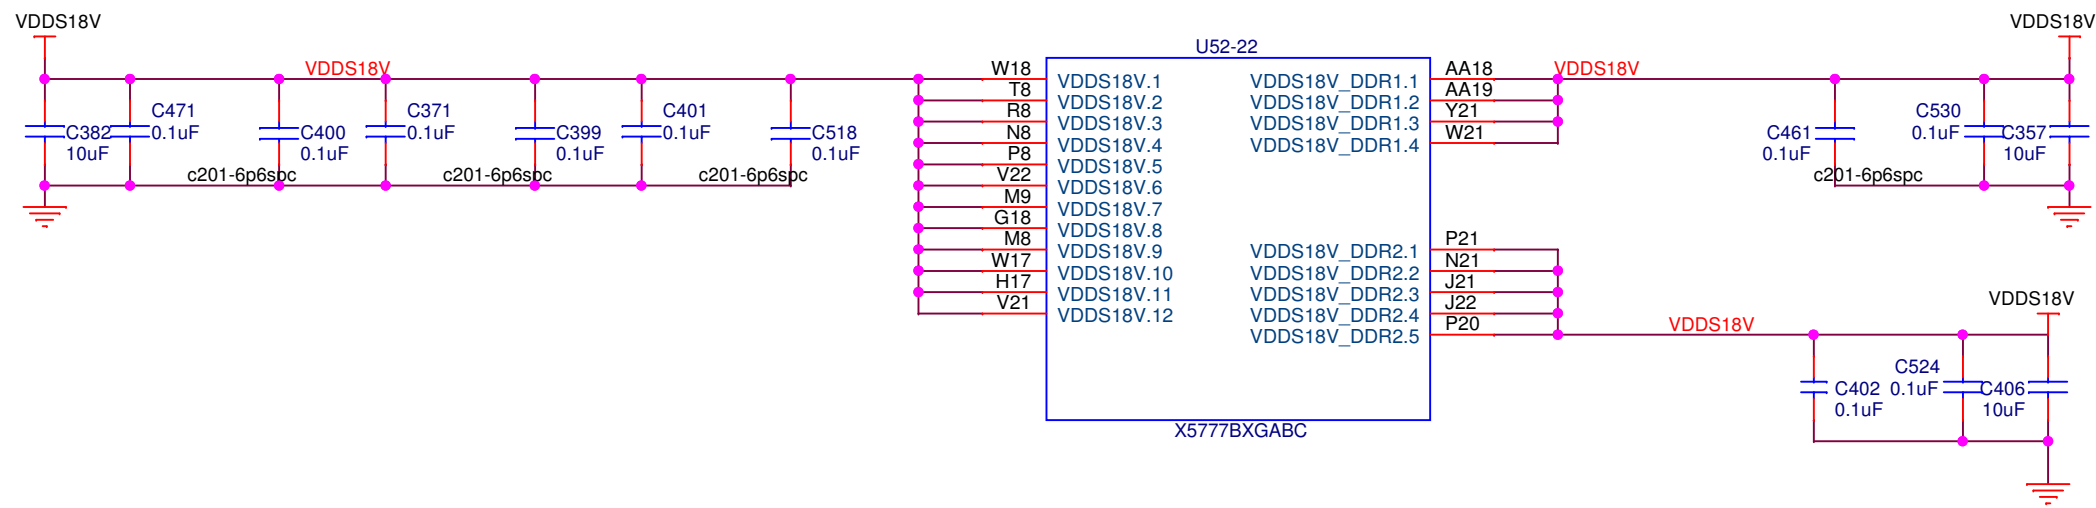 VDDS18V
VDDS18V
C382
10uF
C471
0.1uF
C400
0.1uF
C371
0.1uF
C399
0.1uF
C401
0.1uF
C518
0.1uF
c201-6p6spc
c201-6p6spc
c201-6p6spc
U52-22
W18 VDDS18V.1
T8 VDDS18V.2
R8 VDDS18V.3
N8 VDDS18V.4
P8 VDDS18V.5
V22 VDDS18V.6
M9 VDDS18V.7
G18 VDDS18V.8
M8 VDDS18V.9
W17 VDDS18V.10
H17 VDDS18V.11
V21 VDDS18V.12
VDDS18V_DDR1.1 AA18
VDDS18V_DDR1.2 AA19
VDDS18V_DDR1.3 Y21
VDDS18V_DDR1.4 W21
VDDS18V_DDR2.1 P21
VDDS18V_DDR2.2 N21
VDDS18V_DDR2.3 J21
VDDS18V_DDR2.4 J22
VDDS18V_DDR2.5 P20
X5777BXGABC
VDDS18V
VDDS18V
C461
0.1uF
C530
0.1uF
C357
10uF
c201-6p6spc
VDDS18V
VDDS18V
C402
0.1uF
C524
0.1uF
C406
10uF